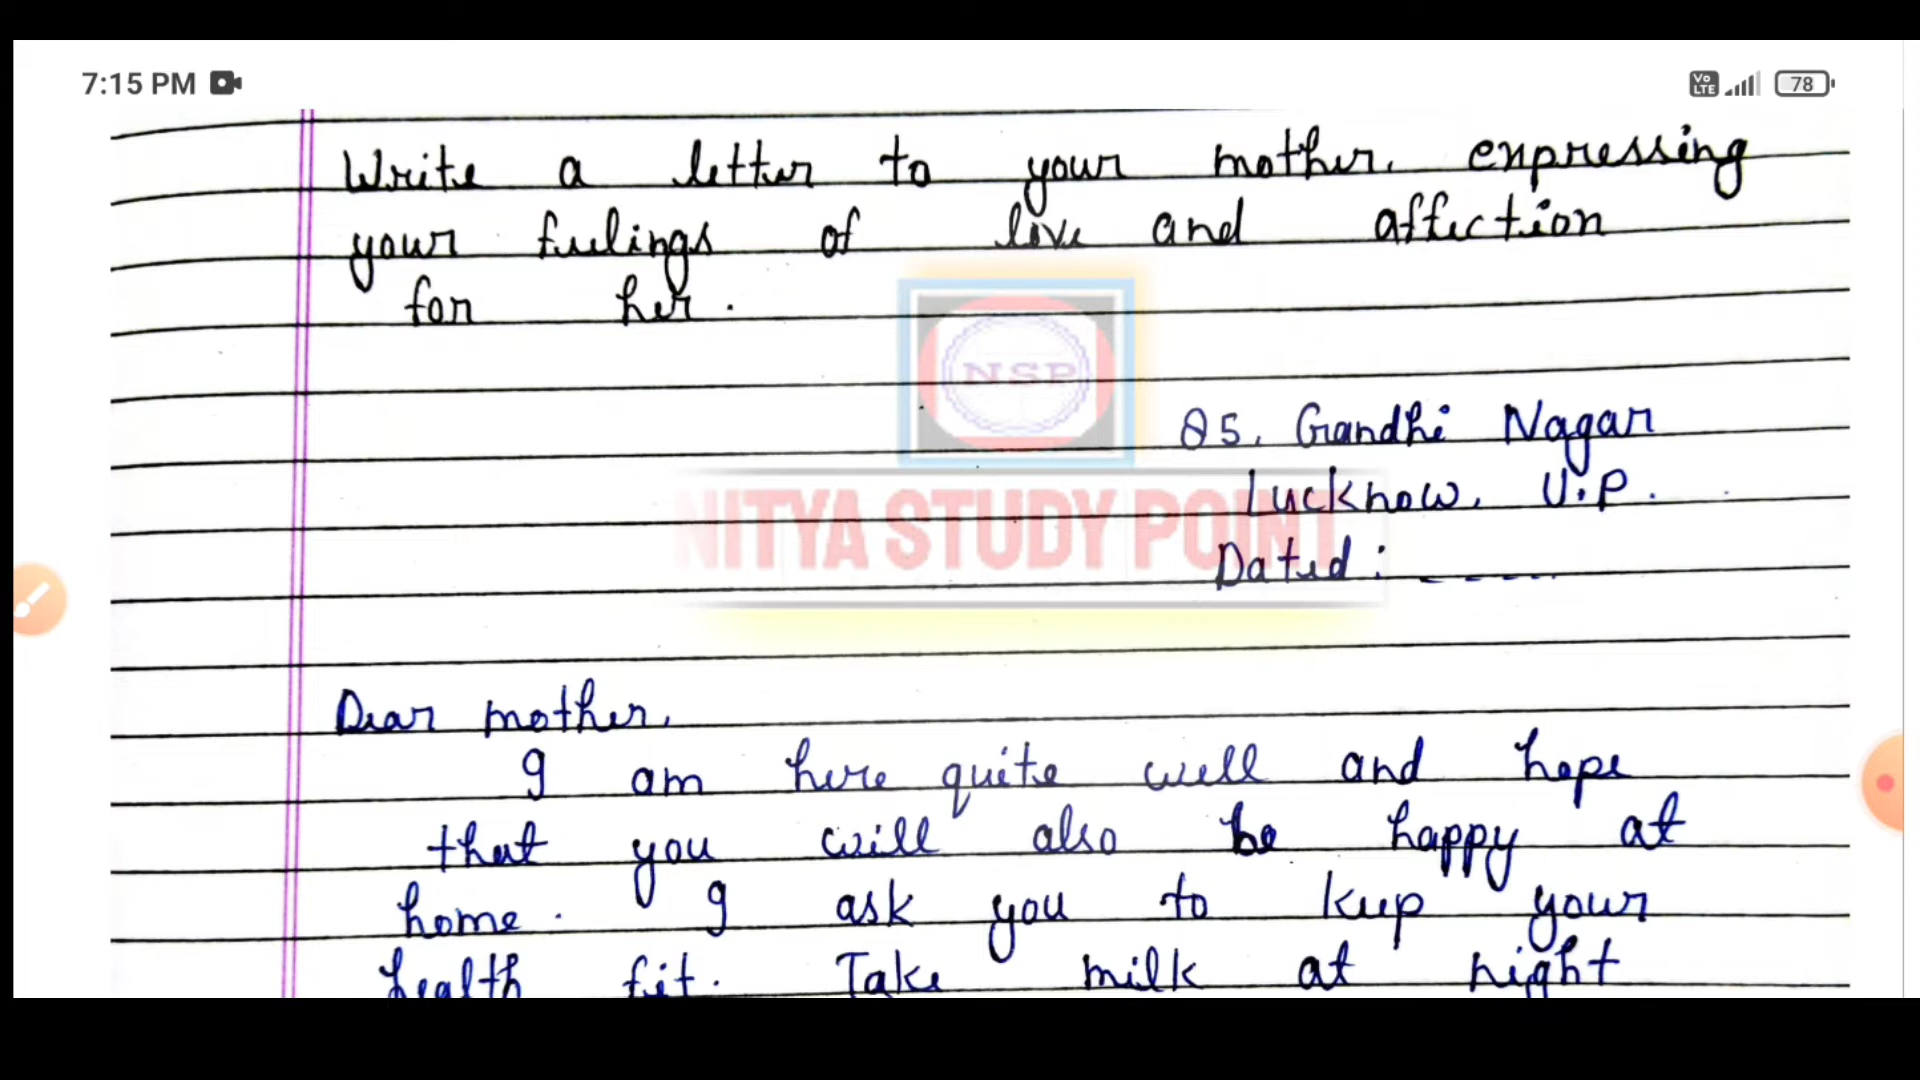 7:15 PM
Vo LTE 78
Write a letter to your mother, expressing
your feelings of love and affection
for her.
NSP
85, Gandhi Nagar
Lucknow, U.P.
NITYA STUDY POINT
Dated : - - - - -
Dear mother,
I am here quite well and hope
that you will also be happy at
home. I ask you to keep your
health fit. Take milk at night